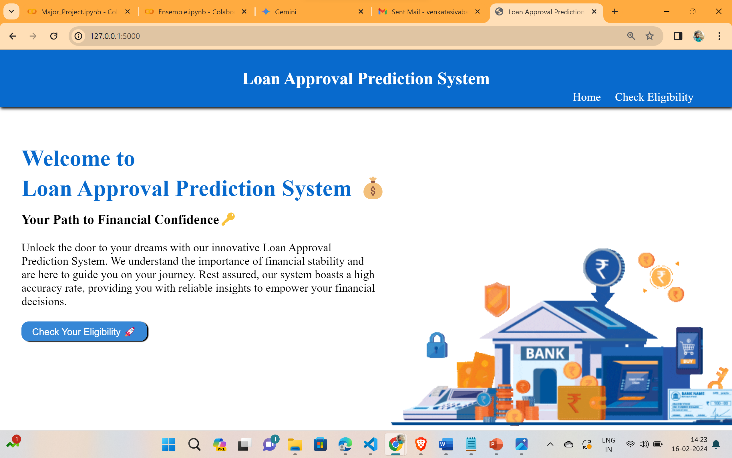 Major Project.ipynb - Co
Ensemble.ipynb - Colab
Gemini
Sent Mail - venkatasivat
Loan Approval Prediction
127.0.0.1:5000
Loan Approval Prediction System
Home Check Eligibility
Welcome to
Loan Approval Prediction System
Your Path to Financial Confidence
Unlock the door to your dreams with our innovative Loan Approval
Prediction System. We understand the importance of financial stability and
are here to guide you on your journey. Rest assured, our system boasts a high
accuracy rate, providing you with reliable insights to empower your financial
decisions.
Check Your Eligibility
₹
BANK
₹
ENG
IN
14:23
16-02-2024